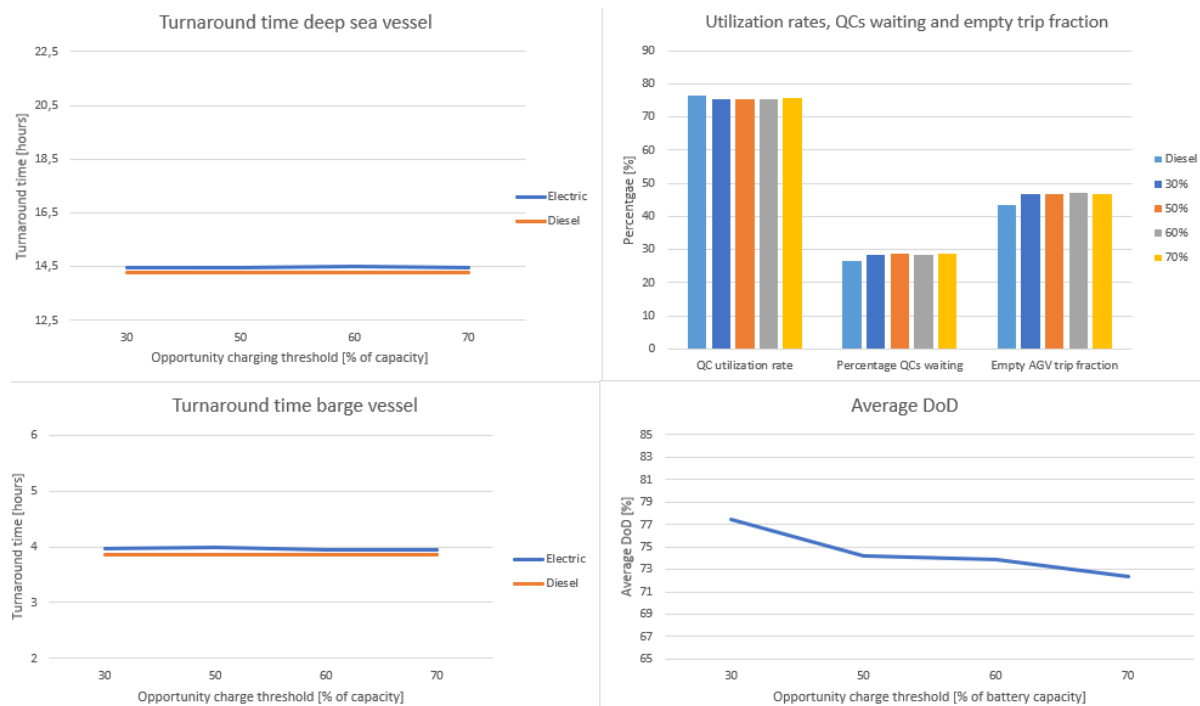 Turnaround time deep sea vessel
Turnaround time [hours]
22,5
20,5
18,5
16,5
14,5
12,5
30
50
60
70
Opportunity charging threshold [% of capacity]
Electric
Diesel
Utilization rates, QCs waiting and empty trip fraction
Percentgae [%]
90
80
70
60
50
40
30
20
10
0
QC utilization rate
Percentage QCs waiting
Empty AGV trip fraction
Diesel
30%
50%
60%
70%
Turnaround time barge vessel
Turnaround time [hours]
6
5
4
3
2
30
50
60
70
Opportunity charge threshold [% of capacity]
Electric
Diesel
Average DoD
Average DoD [%]
85
83
81
79
77
75
73
71
69
67
65
30
50
60
70
Opportunity charge threshold [% of battery capacity]